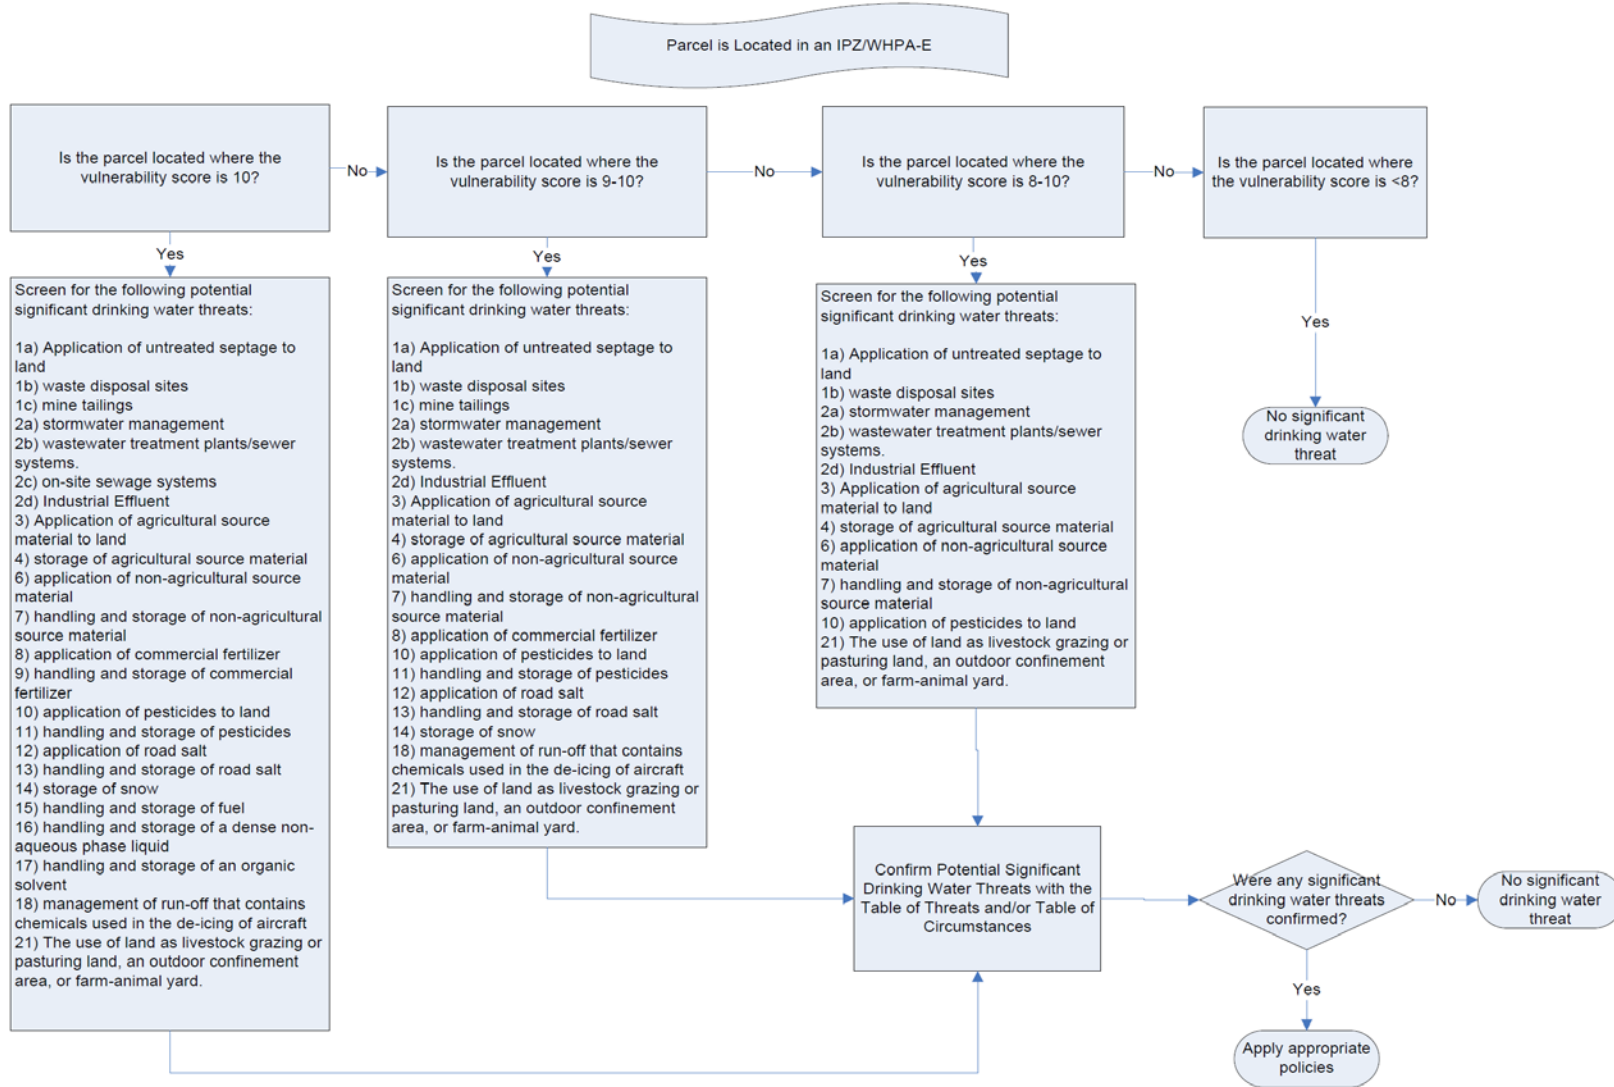 Parcel is Located in an IPZ/WHPA-E
Is the parcel located where the
vulnerability score is 10?
No
Is the parcel located where the
vulnerability score is 9-10?
No
Is the parcel located where the
vulnerability score is 8-10?
No
Is the parcel located where
the vulnerability score is <8?
Yes
Yes
Yes
Yes
Screen for the following potential
significant drinking water threats:
1a) Application of untreated septage to
land
1b) waste disposal sites
1c) mine tailings
2a) stormwater management
2b) wastewater treatment plants/sewer
systems.
2c) on-site sewage systems
2d) Industrial Effluent
3) Application of agricultural source
material to land
4) storage of agricultural source material
6) application of non-agricultural source
material
7) handling and storage of non-agricultural
source material
8) application of commercial fertilizer
9) handling and storage of commercial
fertilizer
10) application of pesticides to land
11) handling and storage of pesticides
12) application of road salt
13) handling and storage of road salt
14) storage of snow
15) handling and storage of fuel
16) handling and storage of a dense non-
aqueous phase liquid
17) handling and storage of an organic
solvent
18) management of run-off that contains
chemicals used in the de-icing of aircraft
21) The use of land as livestock grazing or
pasturing land, an outdoor confinement
area, or farm-animal yard.
Screen for the following potential
significant drinking water threats:
1a) Application of untreated septage to
land
1b) waste disposal sites
1c) mine tailings
2a) stormwater management
2b) wastewater treatment plants/sewer
systems.
2d) Industrial Effluent
3) Application of agricultural source
material to land
4) storage of agricultural source material
6) application of non-agricultural source
material
7) handling and storage of non-agricultural
source material
8) application of commercial fertilizer
10) application of pesticides to land
11) handling and storage of pesticides
12) application of road salt
13) handling and storage of road salt
14) storage of snow
18) management of run-off that contains
chemicals used in the de-icing of aircraft
21) The use of land as livestock grazing or
pasturing land, an outdoor confinement
area, or farm-animal yard.
Screen for the following potential
significant drinking water threats:
1a) Application of untreated septage to
land
1b) waste disposal sites
2a) stormwater management
2b) wastewater treatment plants/sewer
systems.
2d) Industrial Effluent
3) Application of agricultural source
material to land
4) storage of agricultural source material
6) application of non-agricultural source
material
7) handling and storage of non-agricultural
source material
10) application of pesticides to land
21) The use of land as livestock grazing or
pasturing land, an outdoor confinement
area, or farm-animal yard.
No significant
drinking water
threat
Confirm Potential Significant
Drinking Water Threats with the
Table of Threats and/or Table of
Circumstances
Were any significant
drinking water threats
confirmed?
No
No significant
drinking water
threat
Yes
Apply appropriate
policies